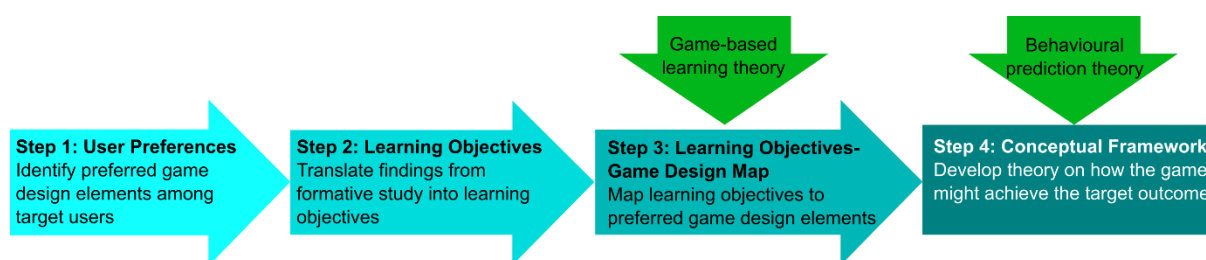 Game-based
learning theory
Behavioural
prediction theory
Step 1: User Preferences
Identify preferred game
design elements among
target users
Step 2: Learning Objectives
Translate findings from
formative study into learning
objectives
Step 3: Learning Objectives-
Game Design Map
Map learning objectives to
preferred game design elements
Step 4: Conceptual Framework
Develop theory on how the game
might achieve the target outcome